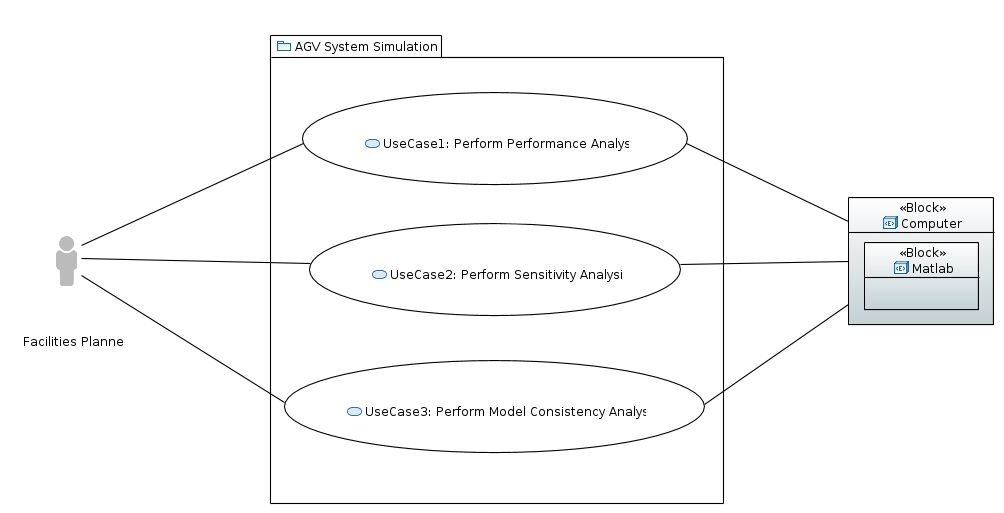 AGV System Simulation
UseCase1: Perform Performance Analys
UseCase2: Perform Sensitivity Analysi
UseCase3: Perform Model Consistency Analys
Facilities Planne
«Block»
Computer
«Block»
Matlab